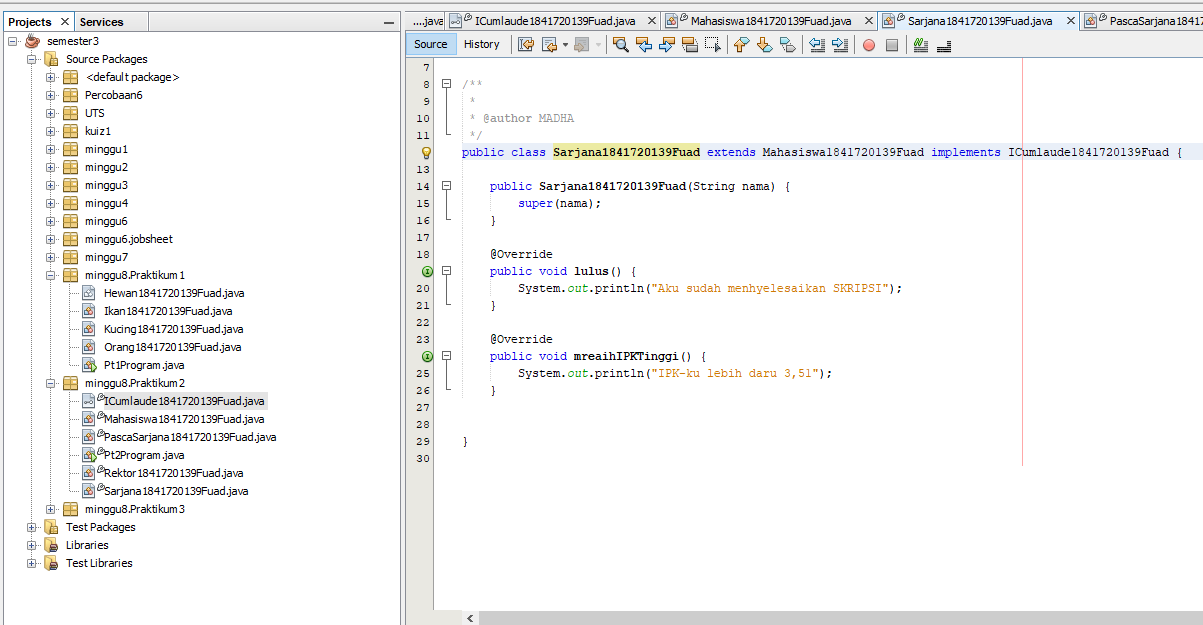 Projects
Services
semester3
Source Packages
<default package>
Percobaan6
UTS
kuiz1
minggu1
minggu2
minggu3
minggu4
minggu6
minggu6.jobsheet
minggu7
minggu8.Praktikum1
Hewan1841720139Fuad.java
Ikan1841720139Fuad.java
Kucing1841720139Fuad.java
Orang1841720139Fuad.java
Pt1Program.java
minggu8.Praktikum2
ICumlaude1841720139Fuad.java
Mahasiswa1841720139Fuad.java
PascaSarjana1841720139Fuad.java
Pt2Program.java
Rektor1841720139Fuad.java
Sarjana1841720139Fuad.java
minggu8.Praktikum3
Test Packages
Libraries
Test Libraries
....java ICumlaude1841720139Fuad.java Mahasiswa1841720139Fuad.java Sarjana1841720139Fuad.java PascaSarjana1841720139Fuad.java
Source History
7
8 /**
9 *
10 * @author MADHA
11 */
public class Sarjana1841720139Fuad extends Mahasiswa1841720139Fuad implements ICumlaude1841720139Fuad {
13
14 public Sarjana1841720139Fuad(String nama) {
15 super(nama);
16 }
17
18 @Override
public void lulus() {
20 System.out.println("Aku sudah menhyelesaikan SKRIPSI");
21 }
22
23 @Override
public void mreaihIPKTinggi() {
25 System.out.println("IPK-ku lebih daru 3,51");
26 }
27
28
29 }
30